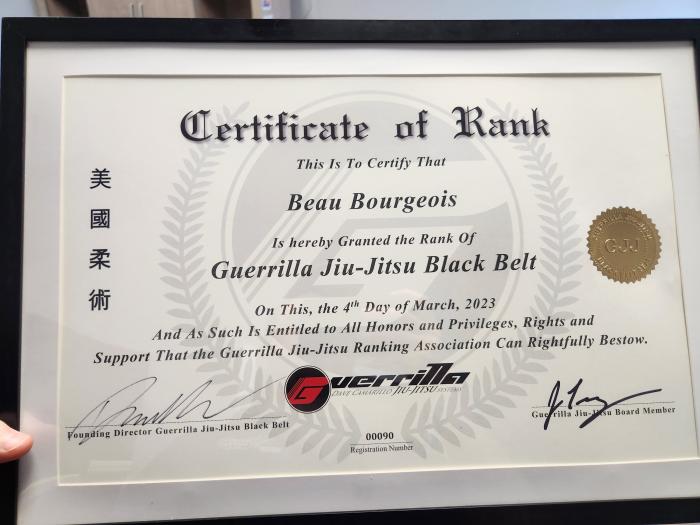 Certificate of Rank
This Is To Certify That
Beau Bourgeois
Is hereby Granted the Rank Of
Guerrilla Jiu-Jitsu Black Belt
On This, the 4th Day of March, 2023
And As Such Is Entitled to All Honors and Privileges, Rights and
Support That the Guerrilla Jiu-Jitsu Ranking Association Can Rightfully Bestow.
美國柔術
GJJ
Guerrilla
DAVE CAMARILLO JIU-JITSU SYSTEMS
Founding Director Guerrilla Jiu-Jitsu Black Belt
Guerrilla Jiu-Jitsu Board Member
00090
Registration Number